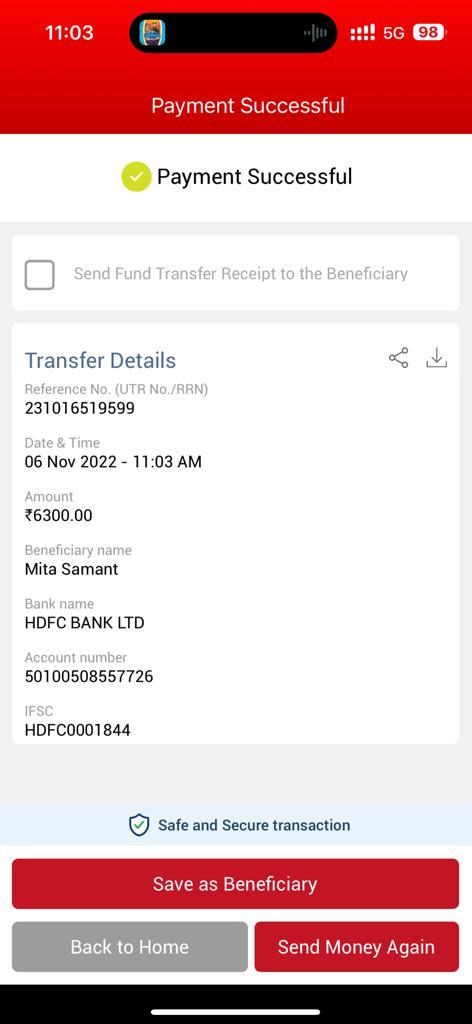 11:03
5G 98
Payment Successful
Payment Successful
Send Fund Transfer Receipt to the Beneficiary
Transfer Details
Reference No. (UTR No./RRN)
231016519599
Date & Time
06 Nov 2022 - 11:03 AM
Amount
₹6300.00
Beneficiary name
Mita Samant
Bank name
HDFC BANK LTD
Account number
50100508557726
IFSC
HDFC0001844
Safe and Secure transaction
Save as Beneficiary
Back to Home
Send Money Again